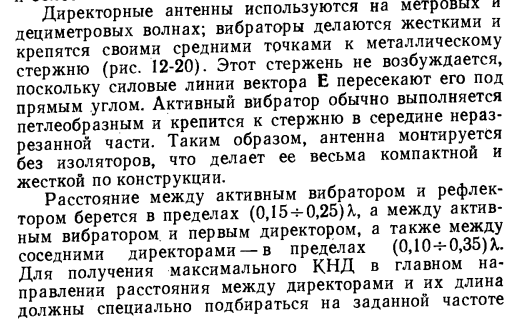 Директорные антенны используются на метровых и
дециметровых волнах; вибраторы делаются жесткими и
крепятся своими средними точками к металлическому
стержню (рис. 12-20). Этот стержень не возбуждается,
поскольку силовые линии вектора E пересекают его под
прямым углом. Активный вибратор обычно выполняется
петлеобразным и крепится к стержню в середине нераз-
резанной части. Таким образом, антенна монтируется
без изоляторов, что делает ее весьма компактной и
жесткой по конструкции.
Расстояние между активным вибратором и рефлек-
тором берется в пределах (0,15÷0,25)λ, а между актив-
ным вибратором и первым директором, а также между
соседними директорами — в пределах (0,10÷0,35)λ.
Для получения максимального КНД в главном на-
правлении расстояния между директорами и их длина
должны специально подбираться на заданной частоте